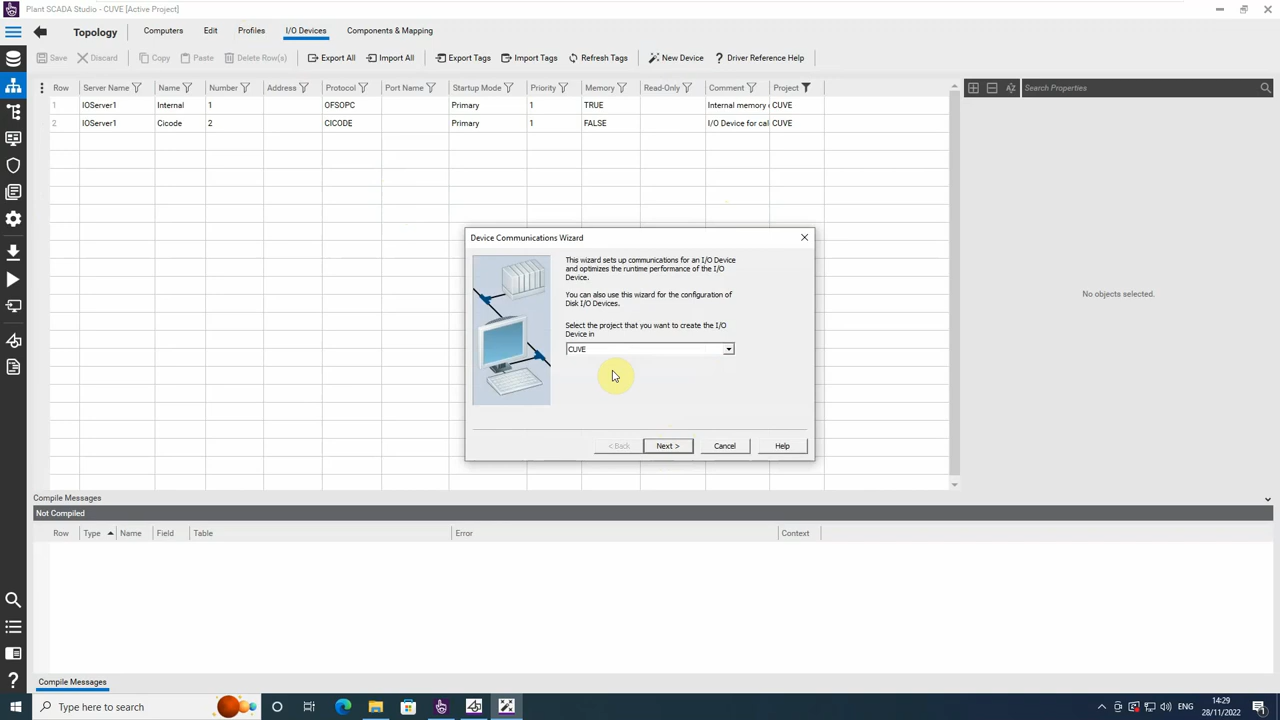 Plant SCADA Studio - CUVE [Active Project]
Topology
Computers
Edit
Profiles
I/O Devices
Components & Mapping
Save
Discard
Copy
Paste
Delete Row(s)
Export All
Import All
Export Tags
Import Tags
Refresh Tags
New Device
Driver Reference Help
Row Server Name Name Number Address Protocol Port Name Startup Mode Priority Memory Read-Only Comment Project
1 IOServer1 Internal 1 OFSOPC Primary 1 TRUE Internal memory CUVE
2 IOServer1 Cicode 2 CICODE Primary 1 FALSE I/O Device for cal CUVE
Search Properties
No objects selected.
Device Communications Wizard
This wizard sets up communications for an I/O Device
and optimizes the runtime performance of the I/O
Device.
You can also use this wizard for the configuration of
Disk I/O Devices.
Select the project that you want to create the I/O
Device in
CUVE
< Back
Next >
Cancel
Help
Compile Messages
Not Compiled
Row Type Name Field Table Error Context
Compile Messages
Type here to search
ENG
14:29
28/11/2022